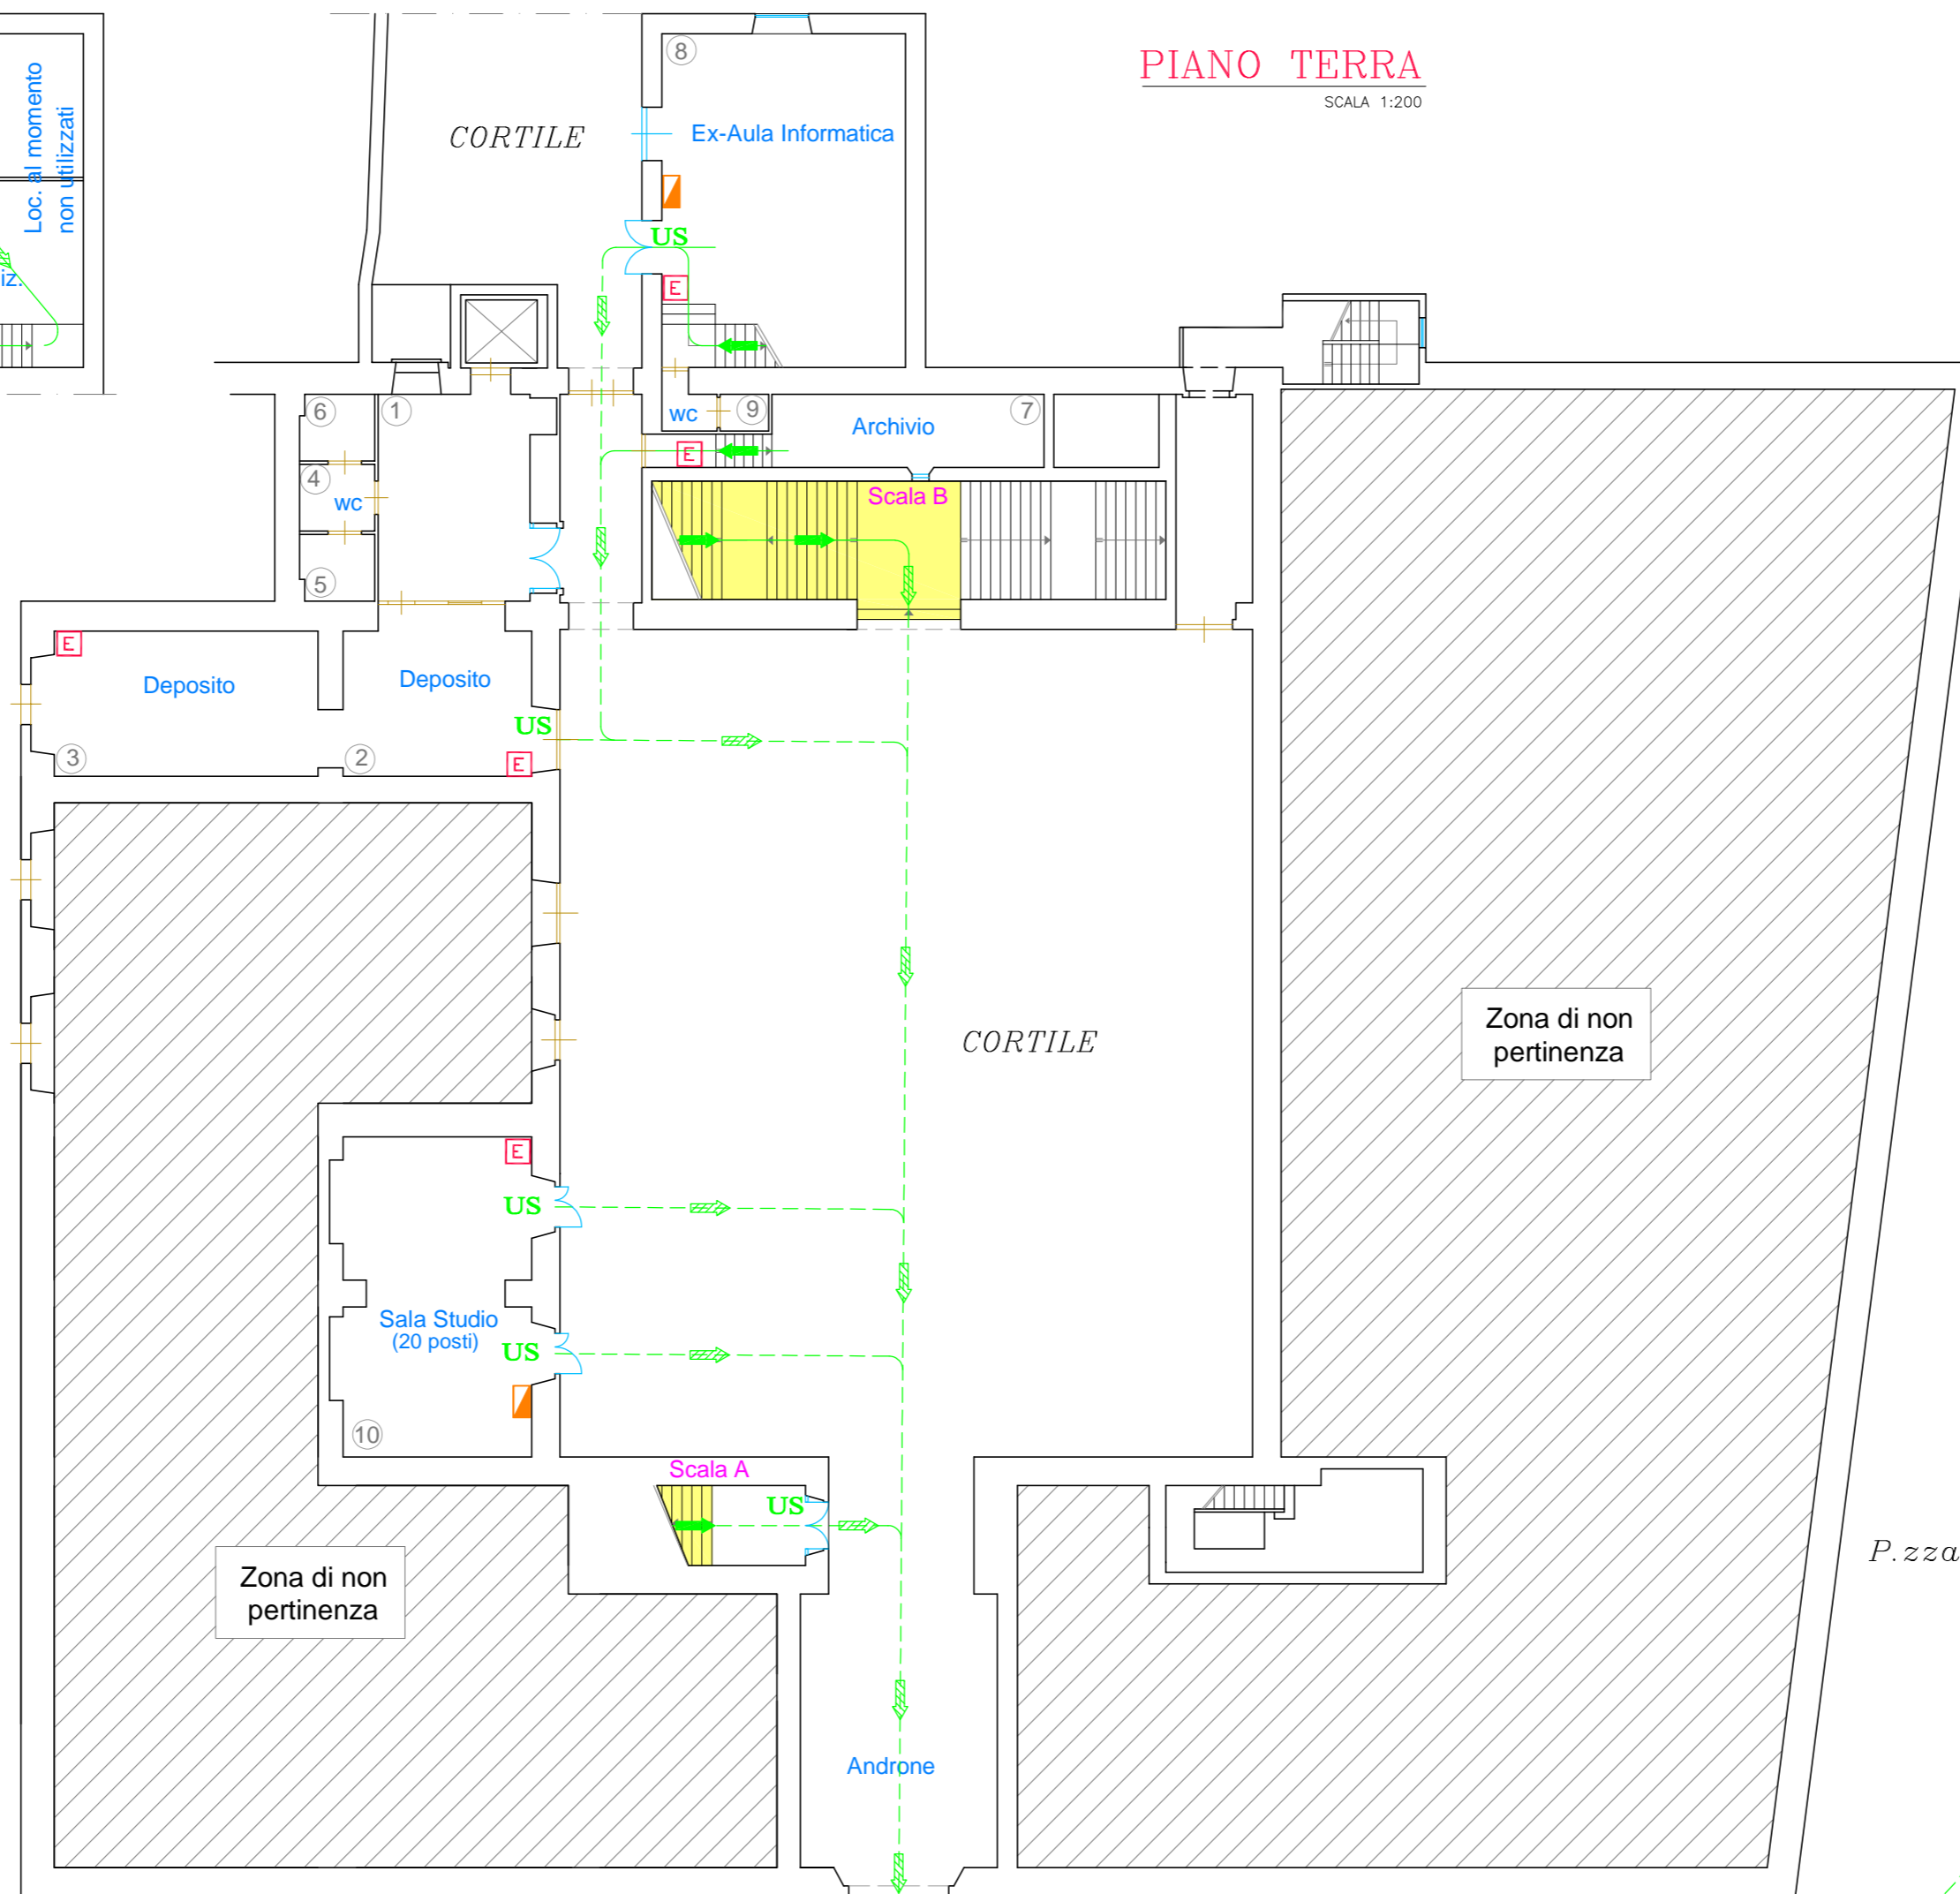 PIANO TERRA
SCALA 1:200
Loc. al momento
non utilizzati
iz.
CORTILE
8
Ex-Aula Informatica
US
E
6
1
wc
9
Archivio
7
E
4
wc
5
Scala B
E
Deposito
Deposito
US
3
2
E
CORTILE
Zona di non
pertinenza
E
US
Sala Studio
(20 posti)
US
10
Scala A
US
P.zza
Zona di non
pertinenza
Androne